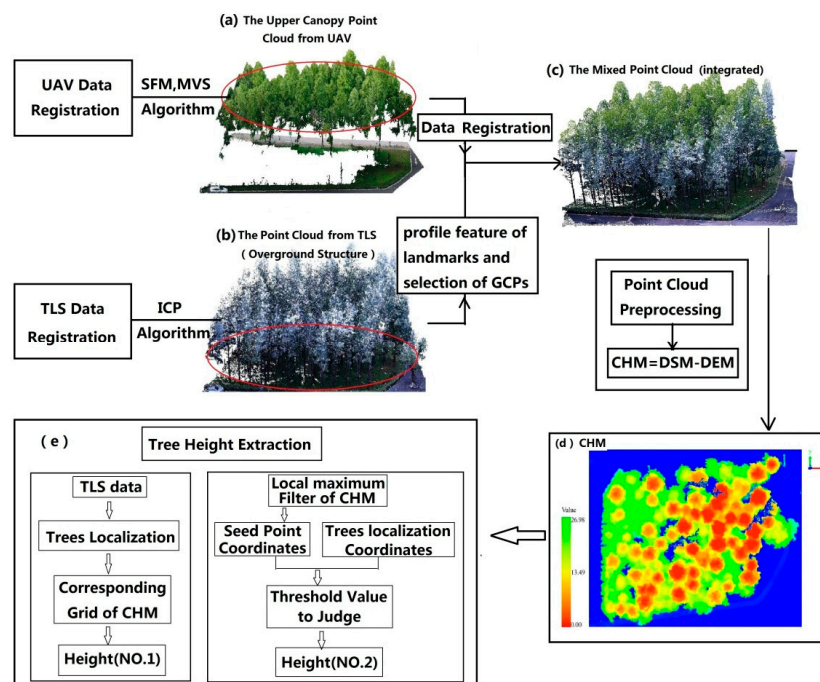 (a) The Upper Canopy Point
Cloud from UAV
UAV Data
Registration
SFM,MVS
Algorithm
Data Registration
(c) The Mixed Point Cloud (integrated)
(b) The Point Cloud from TLS
( Overground Structure )
profile feature of
landmarks and
selection of GCPs
TLS Data
Registration
ICP
Algorithm
Point Cloud
Preprocessing
CHM=DSM-DEM
(d) CHM
Value
26.98
13.49
0.00
( e )
Tree Height Extraction
TLS data
Trees Localization
Corresponding
Grid of CHM
Height(NO.1)
Local maximum
Filter of CHM
Seed Point
Coordinates
Trees localization
Coordinates
Threshold Value
to Judge
Height(NO.2)